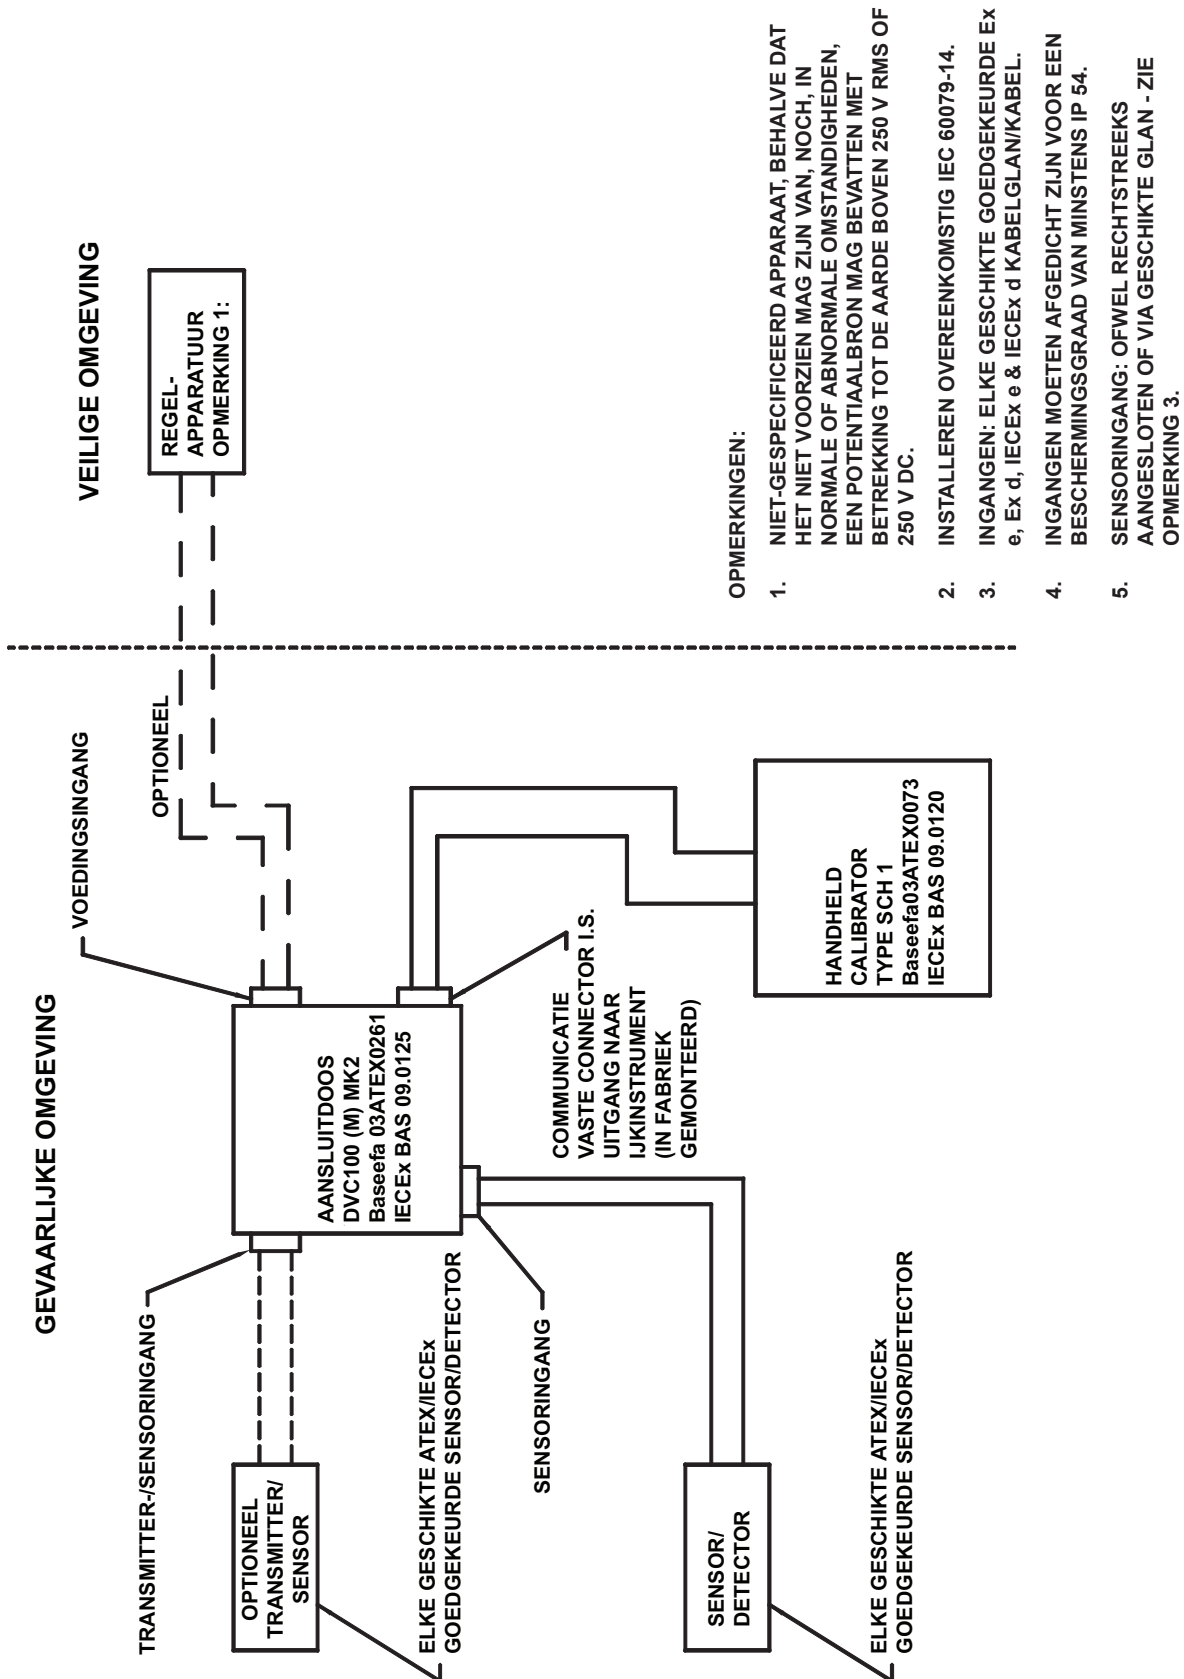 GEVAARLIJKE OMGEVING
VEILIGE OMGEVING
TRANSMITTER-/SENSORINGANG
VOEDINGSINGANG
OPTIONEEL
REGEL-
APPARATUUR
OPMERKING 1:
OPTIONEEL
TRANSMITTER/
SENSOR
AANSLUITDOOS
DVC100 (M) MK2
Baseefa 03ATEX0261
IECEx BAS 09.0125
ELKE GESCHIKTE ATEX/IECEx
GOEDGEKEURDE SENSOR/DETECTOR
SENSORINGANG
COMMUNICATIE
VASTE CONNECTOR I.S.
UITGANG NAAR
IJKINSTRUMENT
(IN FABRIEK
GEMONTEERD)
SENSOR/
DETECTOR
ELKE GESCHIKTE ATEX/IECEx
GOEDGEKEURDE SENSOR/DETECTOR
HANDHELD
CALIBRATOR
TYPE SCH 1
Baseefa03ATEX0073
IECEx BAS 09.0120
OPMERKINGEN:
1. NIET-GESPECIFICEERD APPARAAT, BEHALVE DAT
HET NIET VOORZIEN MAG ZIJN VAN, NOCH, IN
NORMALE OF ABNORMALE OMSTANDIGHEDEN,
EEN POTENTIAALBRON MAG BEVATTEN MET
BETREKKING TOT DE AARDE BOVEN 250 V RMS OF
250 V DC.
2. INSTALLEREN OVEREENKOMSTIG IEC 60079-14.
3. INGANGEN: ELKE GESCHIKTE GOEDGEKEURDE Ex
e, Ex d, IECEx e & IECEx d KABELGLAN/KABEL.
4. INGANGEN MOETEN AFGEDICHT ZIJN VOOR EEN
BESCHERMINGSGRAAD VAN MINSTENS IP 54.
5. SENSORINGANG: OFWEL RECHTSTREEKS
AANGESLOTEN OF VIA GESCHIKTE GLAN - ZIE
OPMERKING 3.